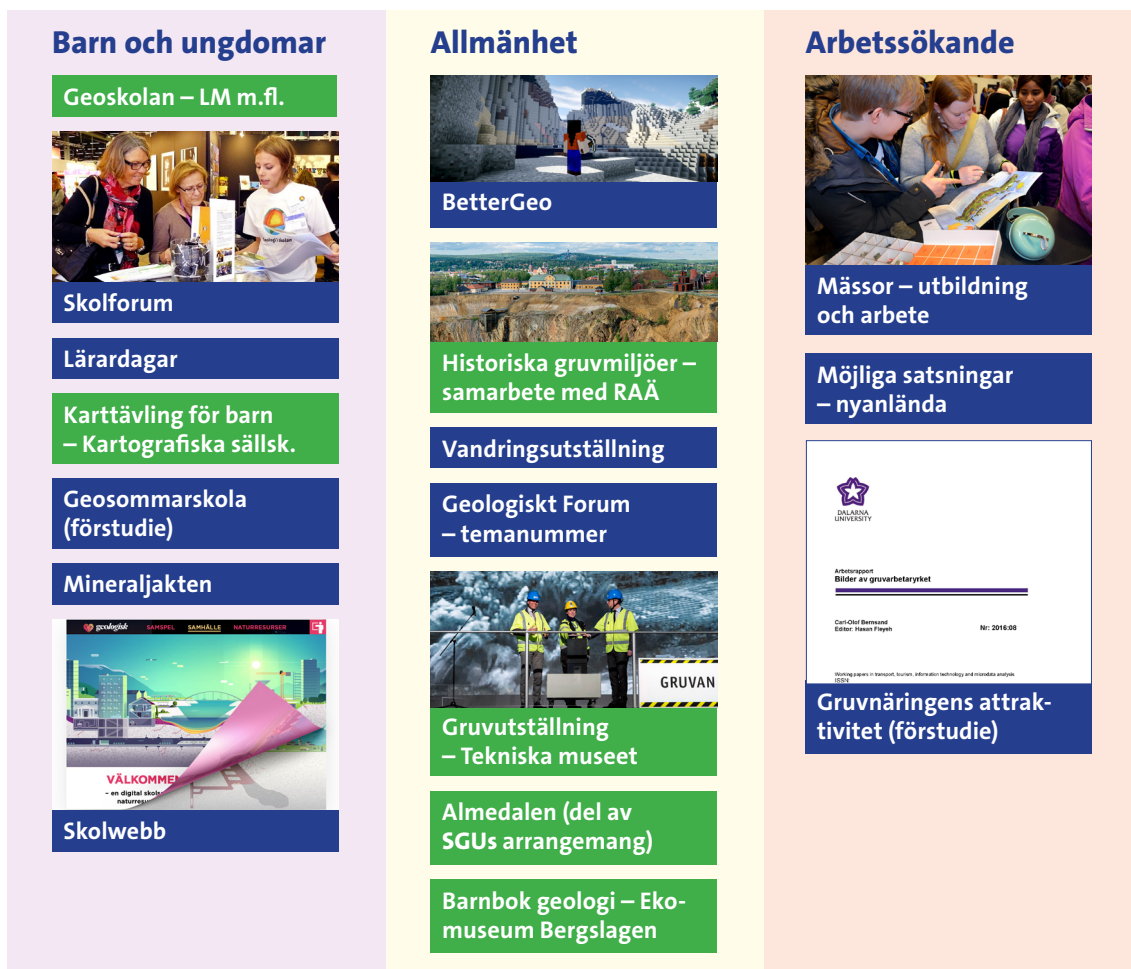 Barn och ungdomar
Geoskolan – LM m.fl.
Skolforum
Lärardagar
Karttävling för barn
– Kartografiska sällsk.
Geosommarskola
(förstudie)
Mineraljakten
geologisk
SAMSPEL
SAMHÄLLE
NATURRESURSER
VÄLKOMMEN
– en digital skols
naturresu
Skolwebb
Allmänhet
BetterGeo
Historiska gruvmiljöer –
samarbete med RAÄ
Vandringsutställning
Geologiskt Forum
– temanummer
GRUVAN
Gruvutställning
– Tekniska museet
Almedalen (del av
SGUs arrangemang)
Barnbok geologi – Eko-
museum Bergslagen
Arbetssökande
Mässor – utbildning
och arbete
Möjliga satsningar
– nyanlända
DALARNA
UNIVERSITY
Arbetsrapport
Bilder av gruvarbetaryrket
Carl-Olof Bernsand
Editor: Hasan Fleyeh
Nr: 2016:08
Working papers in transport, tourism, information technology and microdata analysis
ISSN:
Gruvnäringens attrak-
tivitet (förstudie)